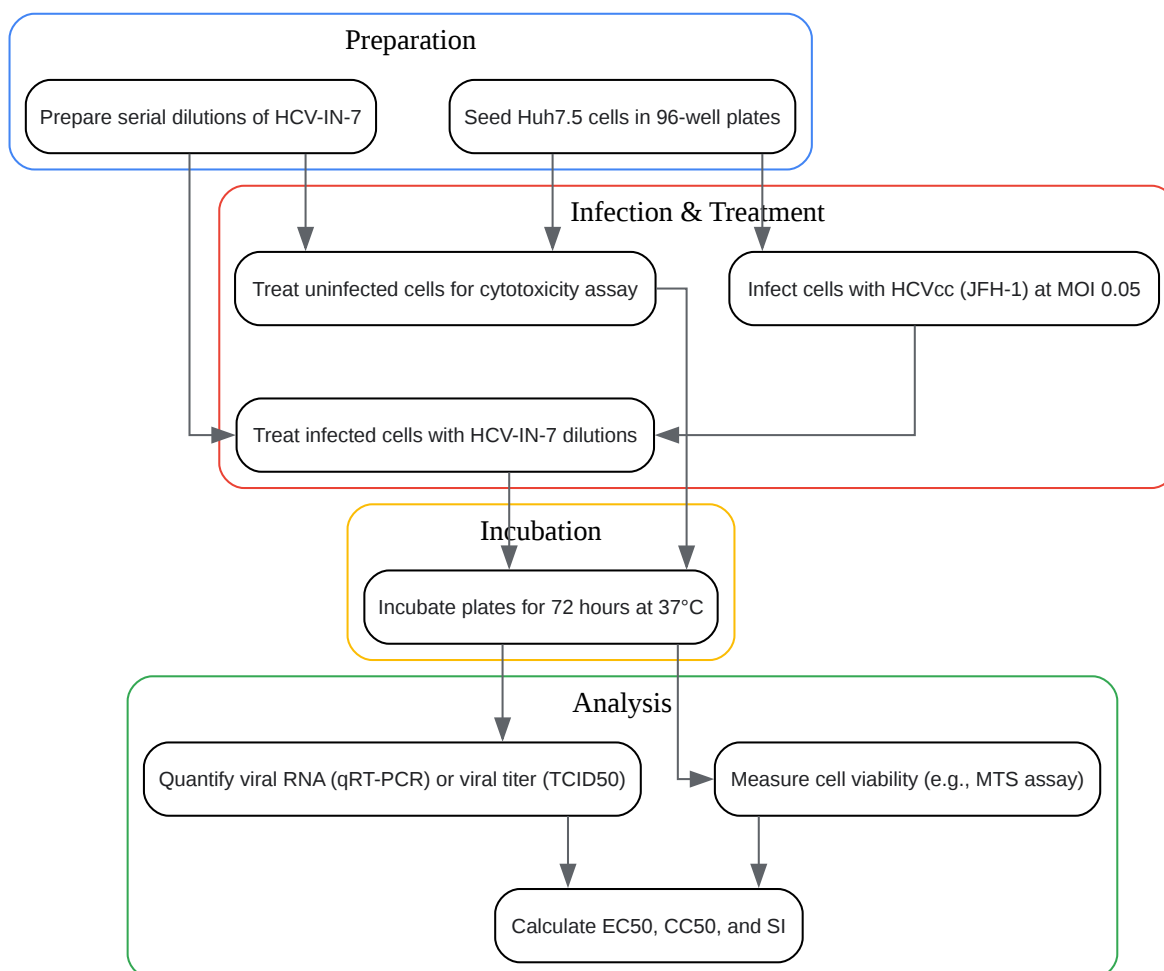 Preparation
Prepare serial dilutions of HCV-IN-7
Seed Huh7.5 cells in 96-well plates
Infection & Treatment
Treat uninfected cells for cytotoxicity assay
Infect cells with HCVcc (JFH-1) at MOI 0.05
Treat infected cells with HCV-IN-7 dilutions
Incubation
Incubate plates for 72 hours at 37°C
Analysis
Quantify viral RNA (qRT-PCR) or viral titer (TCID50)
Measure cell viability (e.g., MTS assay)
Calculate EC50, CC50, and SI